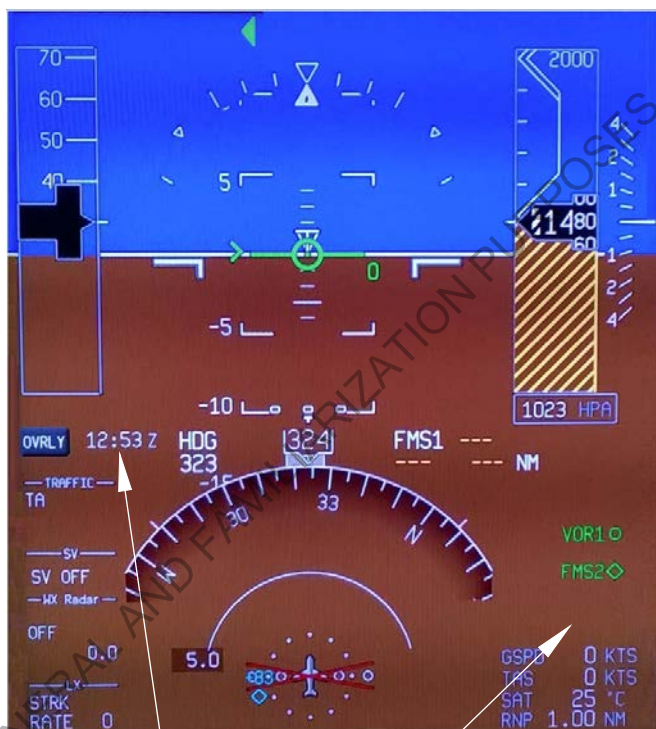 70
60
50
40
5
0
-5
-10
-15
2000
00
1480
60
4
2
1
1
2
4
1023 HPA
OVRLY 12:53 Z HDG 324 FMS1 ---
323 --- --- NM
TRAFFIC
TA
30 33 N
W
VOR1
SV
SV OFF
FMS2
WX Radar
OFF
0.0
5.0
GSPD 0 KTS
TAS 0 KTS
LX
SAT 25 °C
STRK
RATE 0
RNP 1.00 NM
AND FAMILIARIZATION PURPOSES